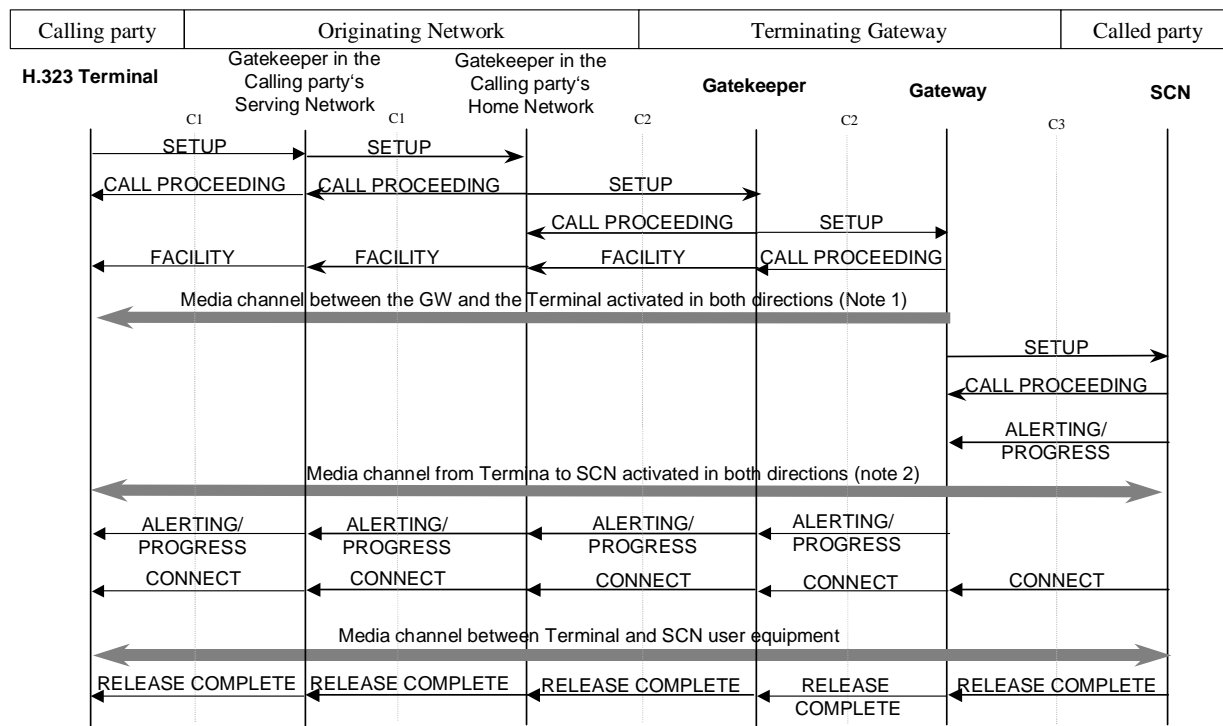 Calling party
Originating Network
Terminating Gateway
Called party
H.323 Terminal
Gatekeeper in the
Calling party‘s
Serving Network
Gatekeeper in the
Calling party‘s
Home Network
Gatekeeper
Gateway
SCN
C1
C1
C2
C2
C3
SETUP
SETUP
CALL PROCEEDING
CALL PROCEEDING
SETUP
CALL PROCEEDING
SETUP
FACILITY
FACILITY
FACILITY
CALL PROCEEDING
Media channel between the GW and the Terminal activated in both directions (Note 1)
SETUP
CALL PROCEEDING
ALERTING/
PROGRESS
Media channel from Termina to SCN activated in both directions (note 2)
ALERTING/
PROGRESS
ALERTING/
PROGRESS
ALERTING/
PROGRESS
ALERTING/
PROGRESS
CONNECT
CONNECT
CONNECT
CONNECT
CONNECT
Media channel between Terminal and SCN user equipment
RELEASE COMPLETE
RELEASE COMPLETE
RELEASE COMPLETE
RELEASE
COMPLETE
RELEASE COMPLETE